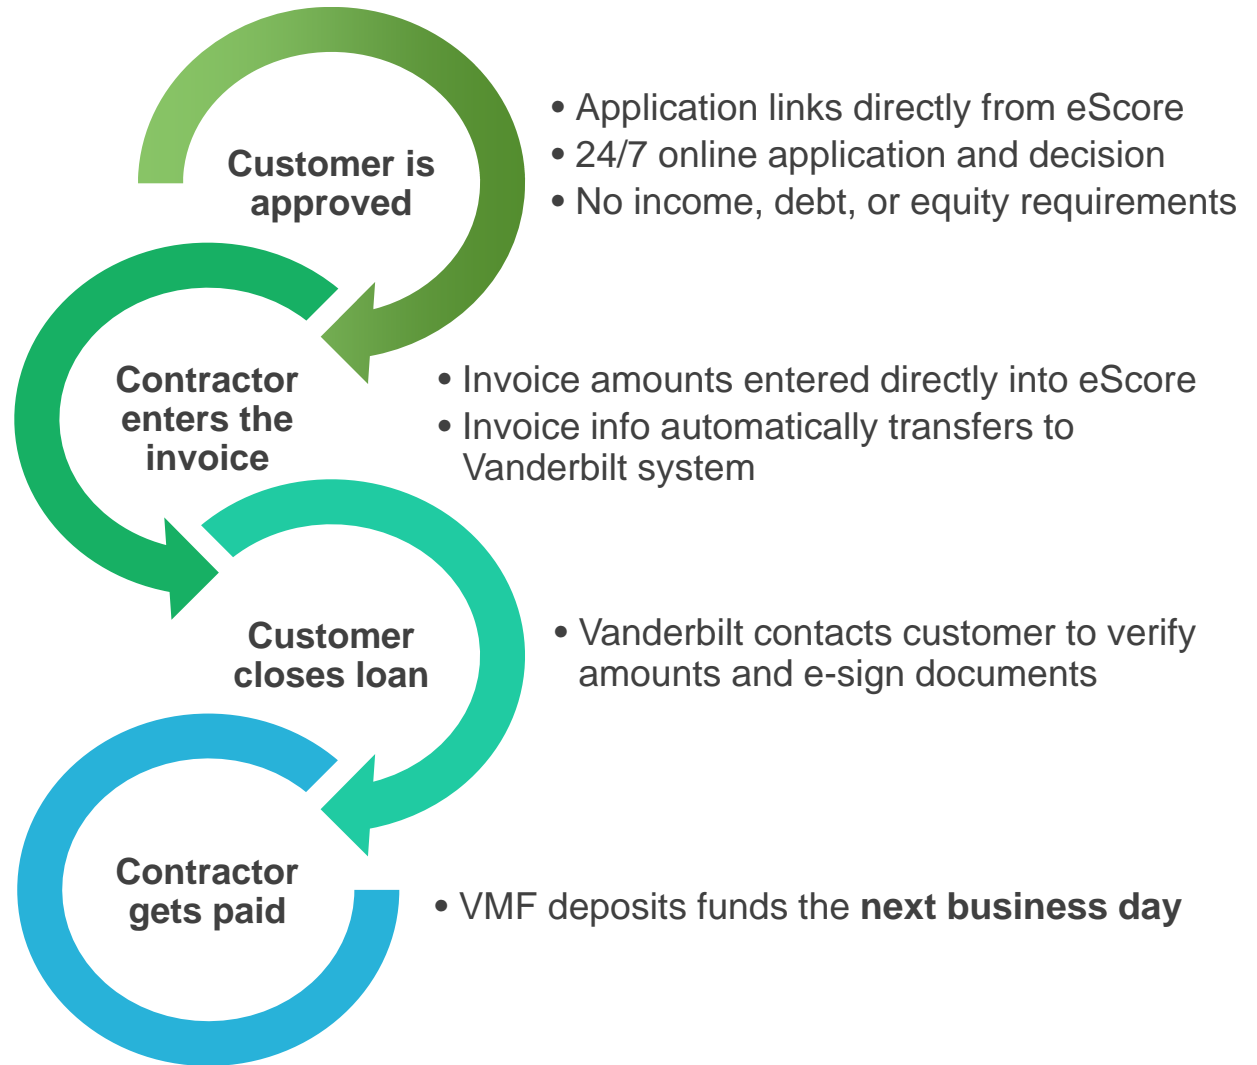 Customer is
approved
• Application links directly from eScore
• 24/7 online application and decision
• No income, debt, or equity requirements
Contractor
enters the
invoice
• Invoice amounts entered directly into eScore
• Invoice info automatically transfers to
Vanderbilt system
Customer
closes loan
• Vanderbilt contacts customer to verify
amounts and e-sign documents
Contractor
gets paid
• VMF deposits funds the next business day